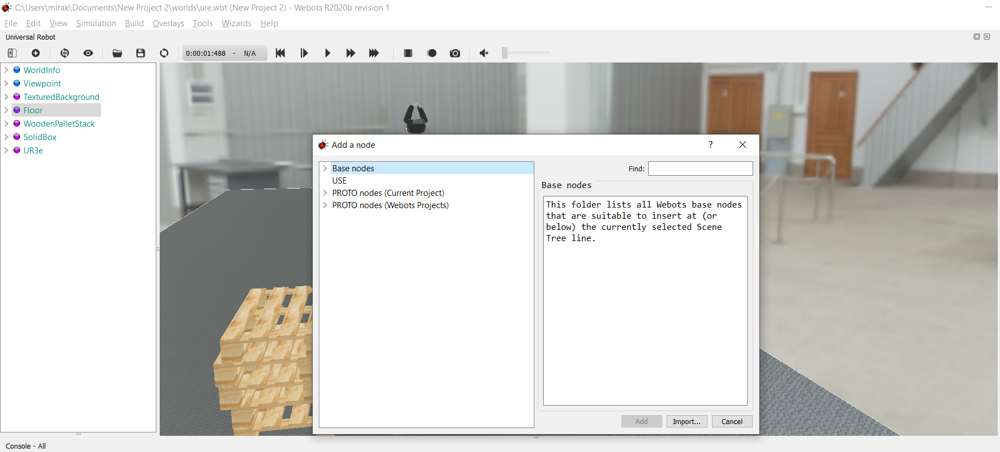 C:\Users\mirak\Documents\New Project 2\worlds\ure.wbt (New Project 2) - Webots R2020b revision 1
File Edit View Simulation Build Overlays Tools Wizards Help
Universal Robot
0:00:01:488 - N/A
WorldInfo
Viewpoint
TexturedBackground
Floor
WoodenPalletStack
SolidBox
UR3e
Add a node
?
Base nodes
USE
PROTO nodes (Current Project)
PROTO nodes (Webots Projects)
Find:
Base nodes
This folder lists all Webots base nodes
that are suitable to insert at (or
below) the currently selected Scene
Tree line.
Add Import... Cancel
Console - All